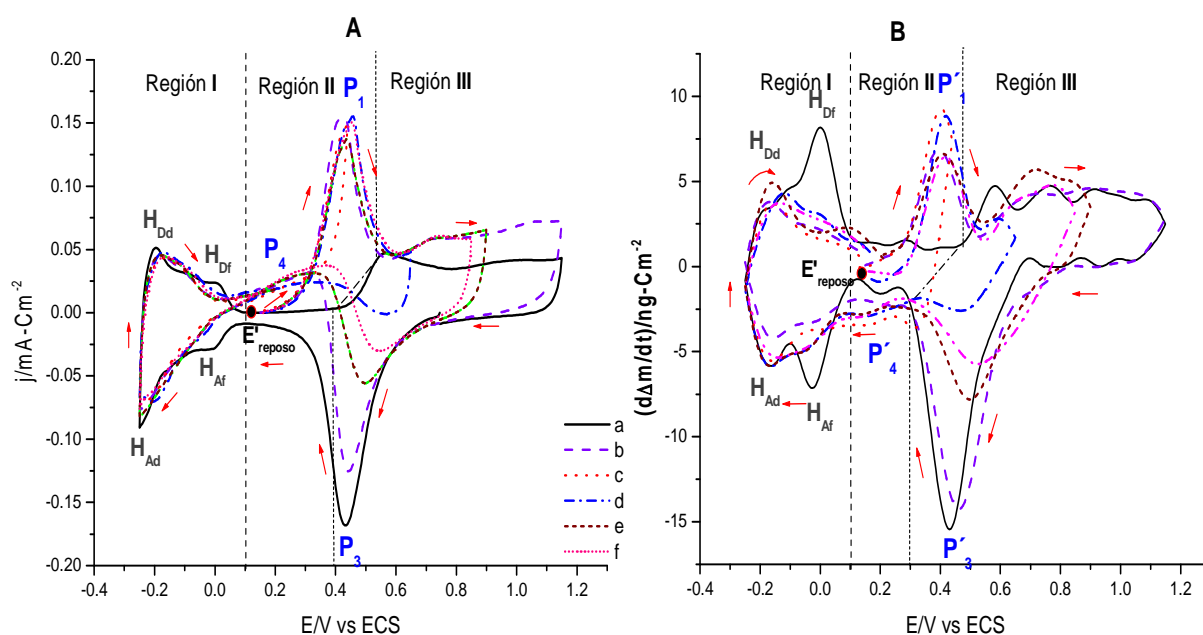 A
Región I
Región II
Región III
P1
HDd
HDf
P4
E'reposo
HAf
HAd
P3
a
b
c
d
e
f
0.20
0.15
0.10
0.05
0.00
-0.05
-0.10
-0.15
-0.20
j/mA-Cm-2
-0.4 -0.2 0.0 0.2 0.4 0.6 0.8 1.0 1.2
E/V vs ECS
B
Región I
Región II
Región III
P´1
HDf
HDd
E'reposo
P´4
HAd
HAf
P´3
10
5
0
-5
-10
-15
(dΔm/dt)/ng-Cm-2
-0.4 -0.2 0.0 0.2 0.4 0.6 0.8 1.0 1.2
E/V vs ECS